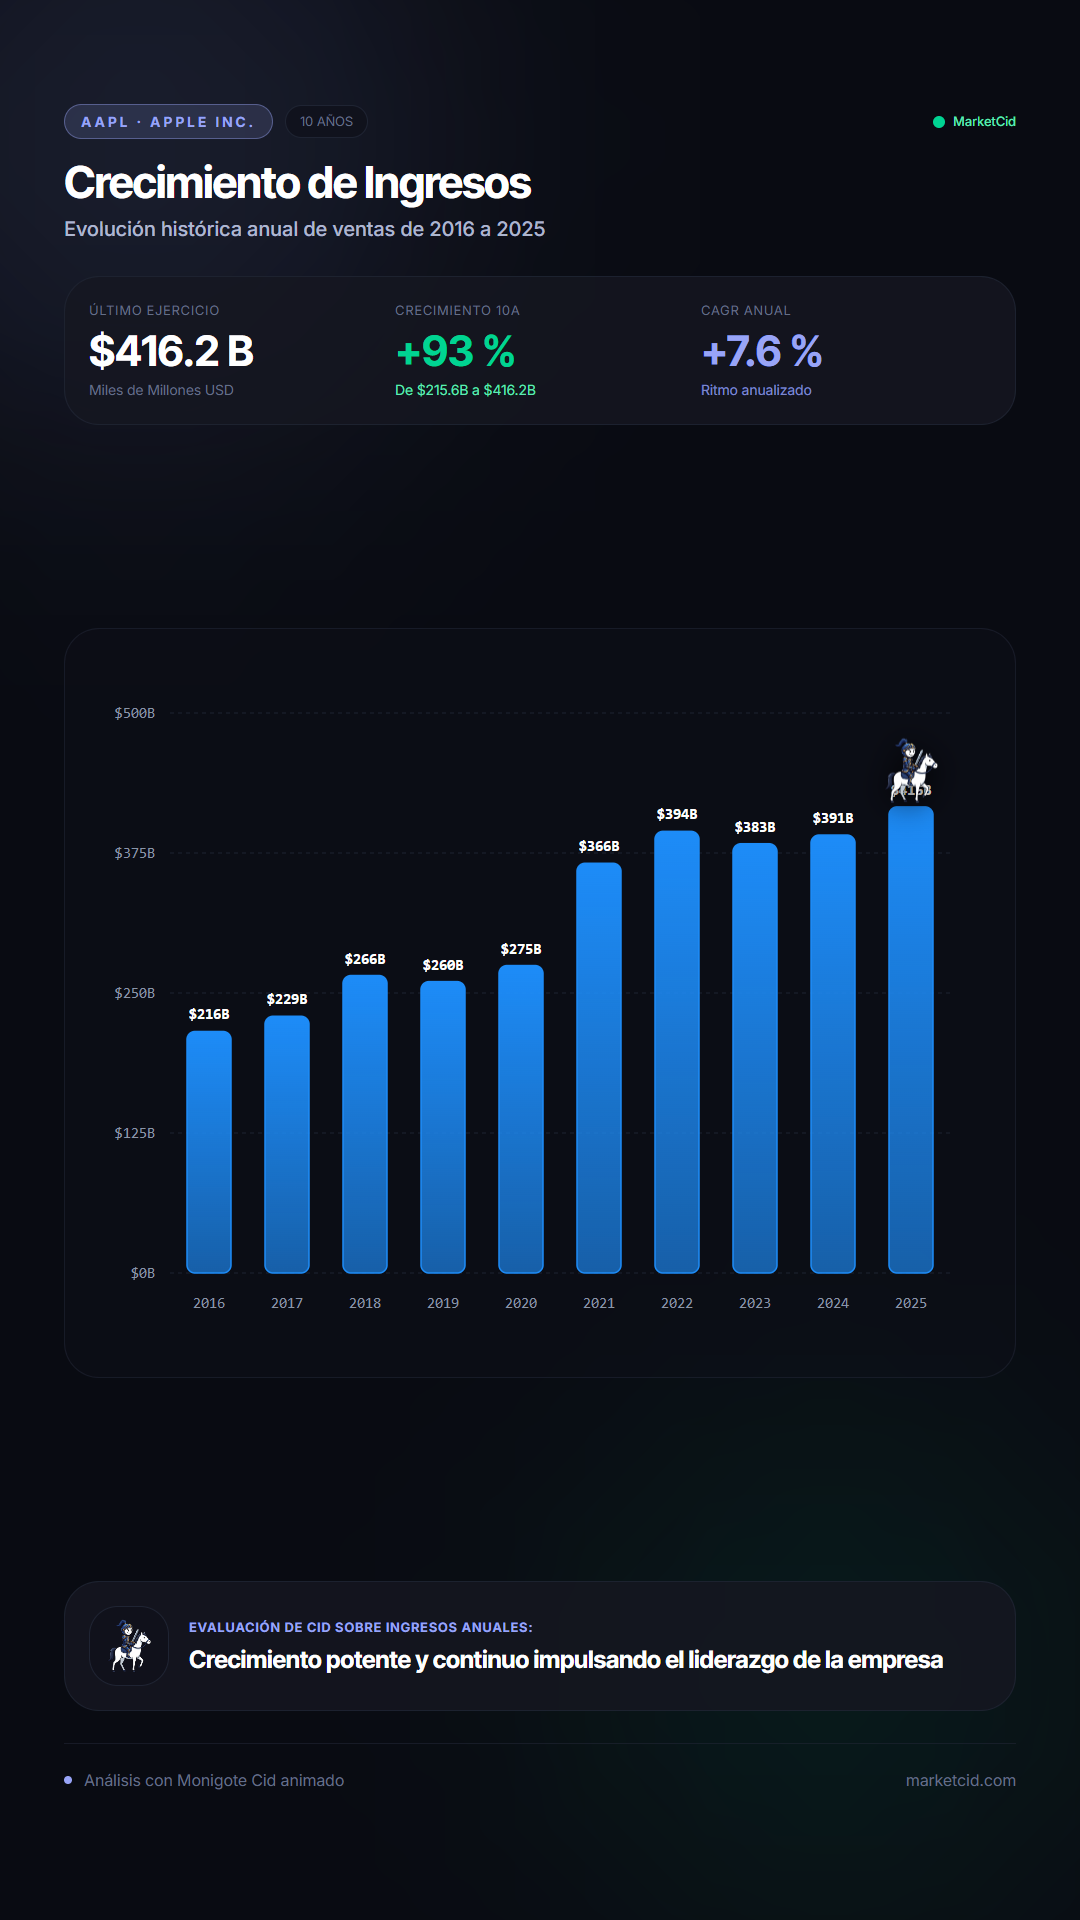 AAPL · APPLE INC.
10 AÑOS
MarketCid
Crecimiento de Ingresos
Evolución histórica anual de ventas de 2016 a 2025
ÚLTIMO EJERCICIO
$416.2 B
Miles de Millones USD
CRECIMIENTO 10A
+93 %
De $215.6B a $416.2B
CAGR ANUAL
+7.6 %
Ritmo anualizado
$500B
$375B
$250B
$125B
$0B
$216B
$229B
$266B
$260B
$275B
$366B
$394B
$383B
$391B
2016
2017
2018
2019
2020
2021
2022
2023
2024
2025
EVALUACIÓN DE CID SOBRE INGRESOS ANUALES:
Crecimiento potente y continuo impulsando el liderazgo de la empresa
Análisis con Monigote Cid animado
marketcid.com